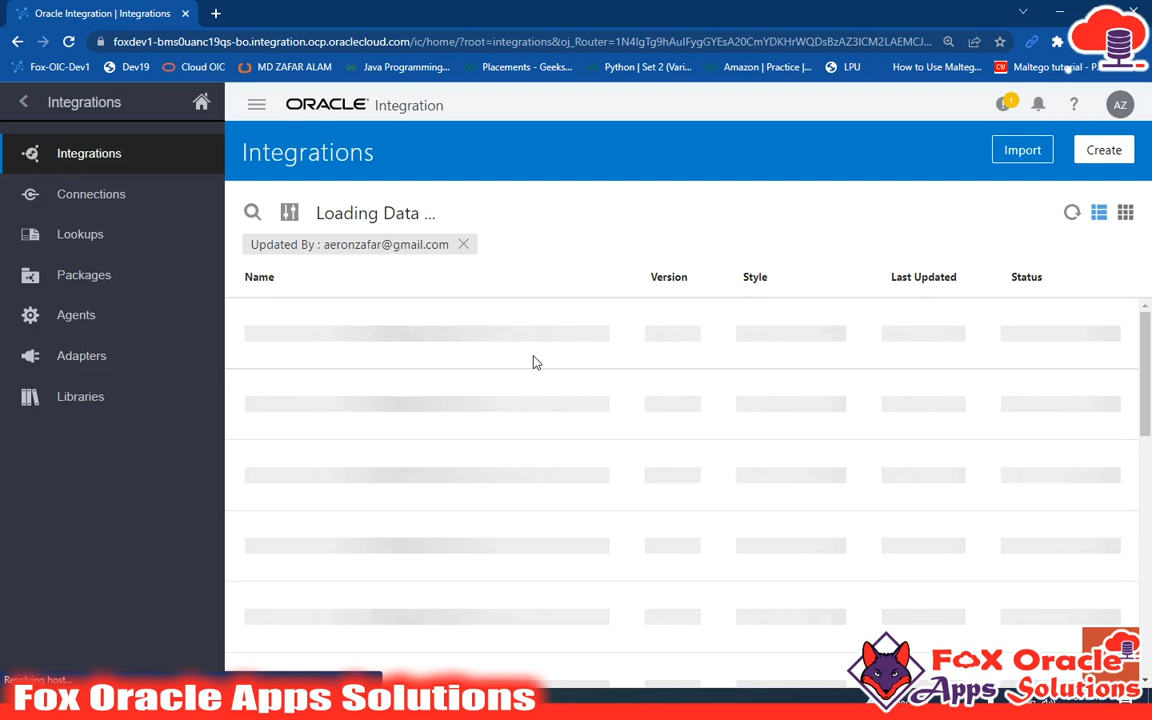 Oracle Integration | Integrations
foxdev1-bms0uanc19qs-bo.integration.ocp.oraclecloud.com/ic/home/?root=integrations&oj_Router=1N4IgTg9hAuIFygGYEsA20CmYDKHrWQDsBzAZ3ICM2LAEMCJ...
Fox-OIC-Dev1 Dev19 Cloud OIC MD ZAFAR ALAM Java Programming... Placements - Geeks... Python | Set 2 (Vari... Amazon | Practice |... LPU How to Use Malteg... Maltego tutorial - P...
Integrations
ORACLE Integration
1
AZ
Integrations
Connections
Lookups
Packages
Agents
Adapters
Libraries
Integrations
Import
Create
Loading Data ...
Updated By : aeronzafar@gmail.com
Name Version Style Last Updated Status
Resolving host...
Fox Oracle Apps Solutions
FOX Oracle
Apps Solutions